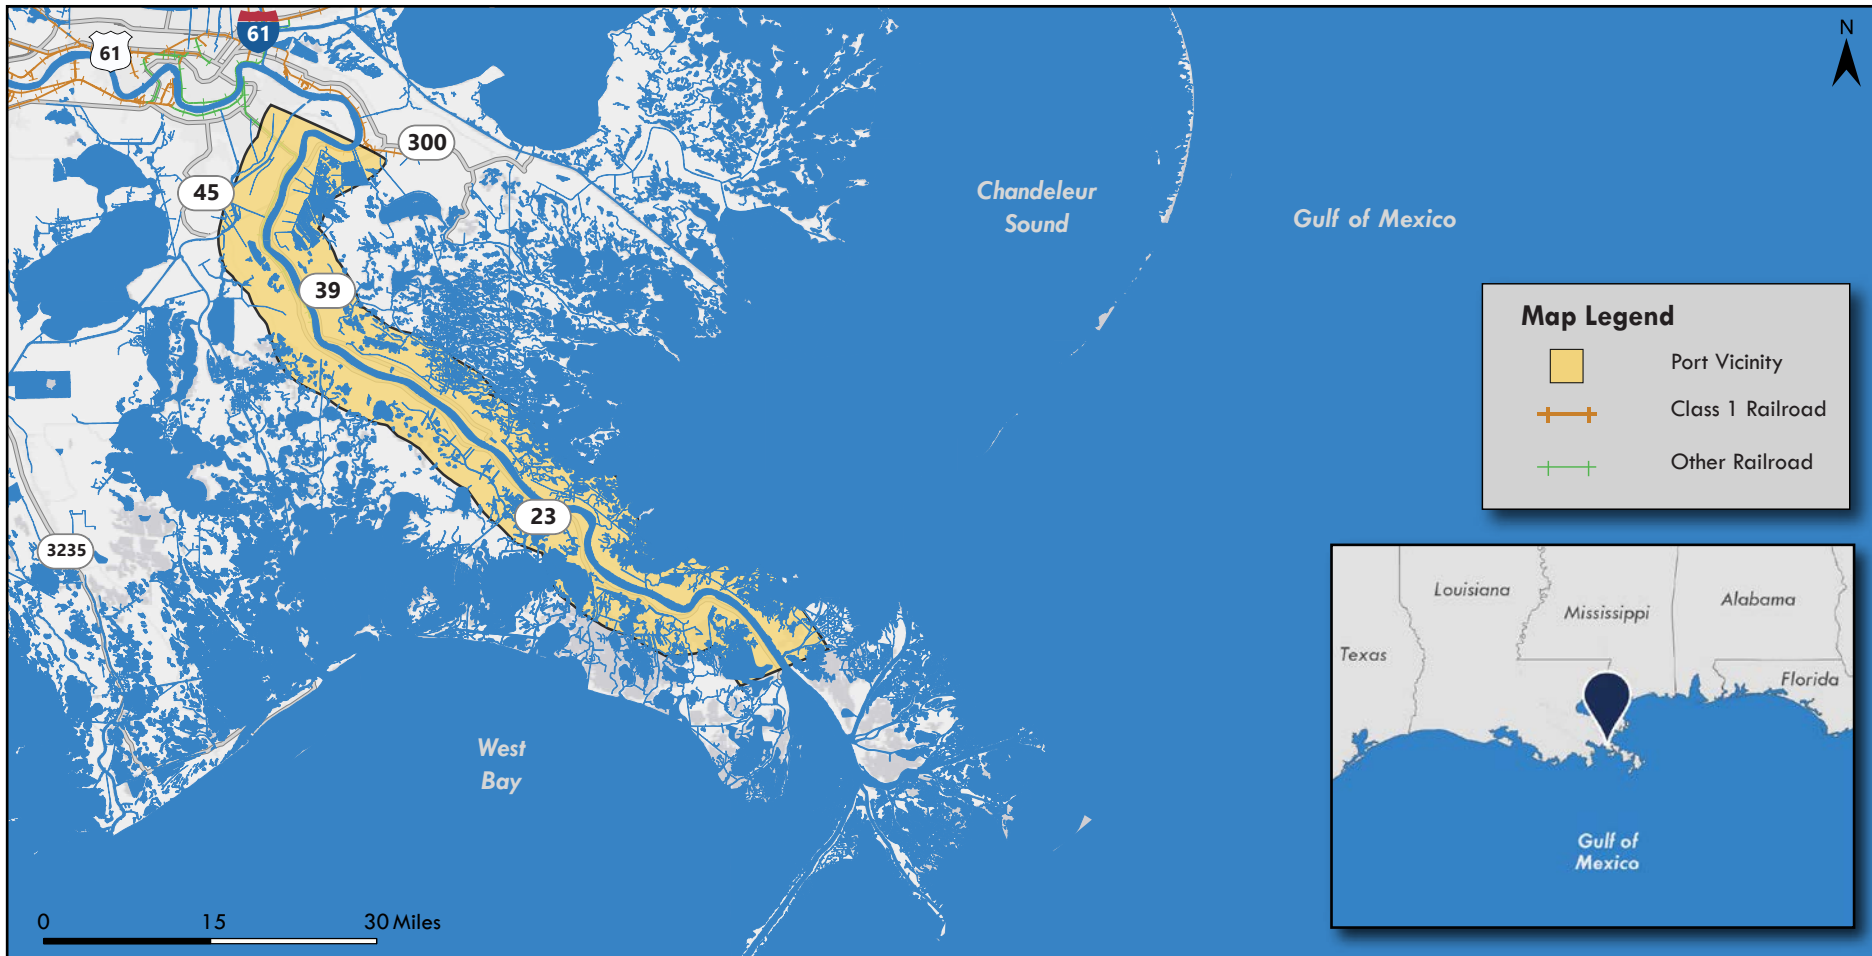 61
61
N
300
45
Chandeleur
Sound
Gulf of Mexico
39
Map Legend
Port Vicinity
Class 1 Railroad
Other Railroad
23
3235
Louisiana
Mississippi
Alabama
Texas
Florida
West
Bay
Gulf of
Mexico
0 15 30 Miles